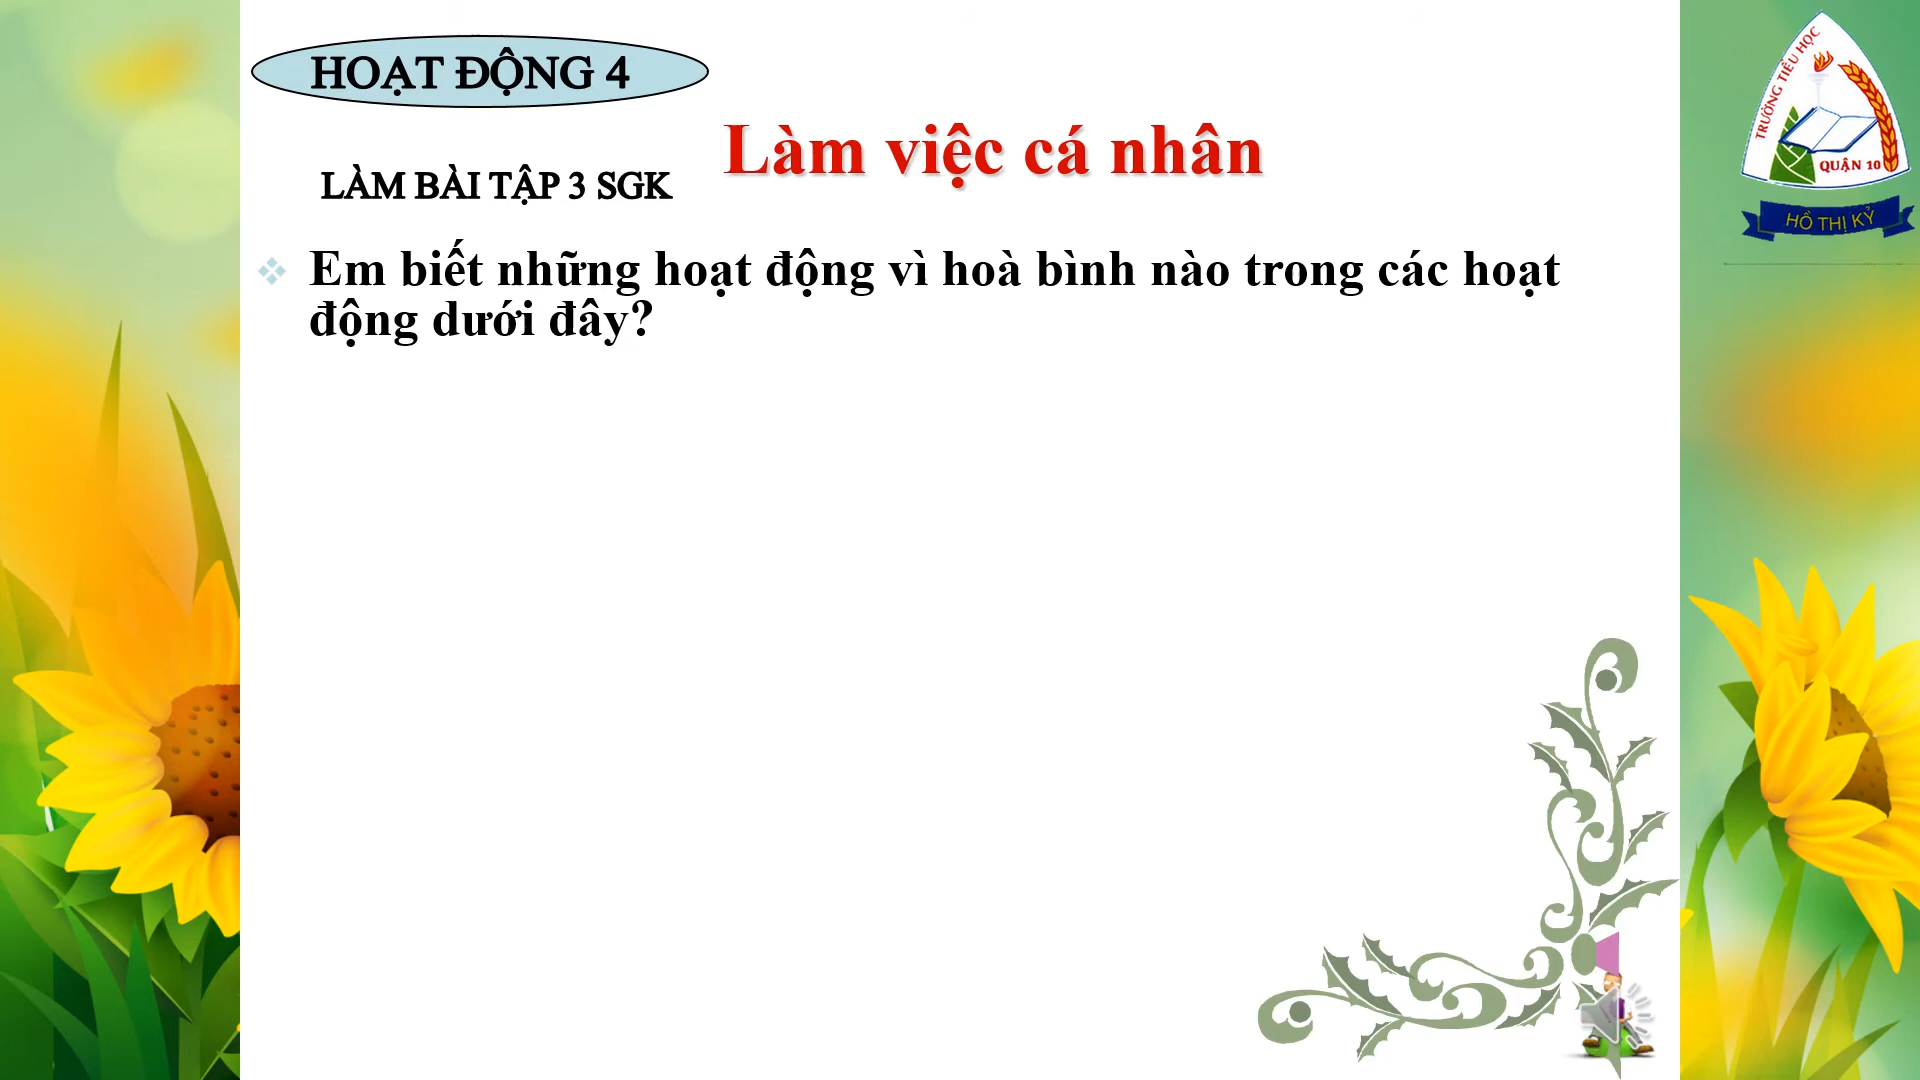 HOẠT ĐỘNG 4
Làm việc cá nhân
LÀM BÀI TẬP 3 SGK
Em biết những hoạt động vì hoà bình nào trong các hoạt
động dưới đây?
TRƯỜNG TIỂU HỌC
QUẬN 10
HỒ THỊ KỶ